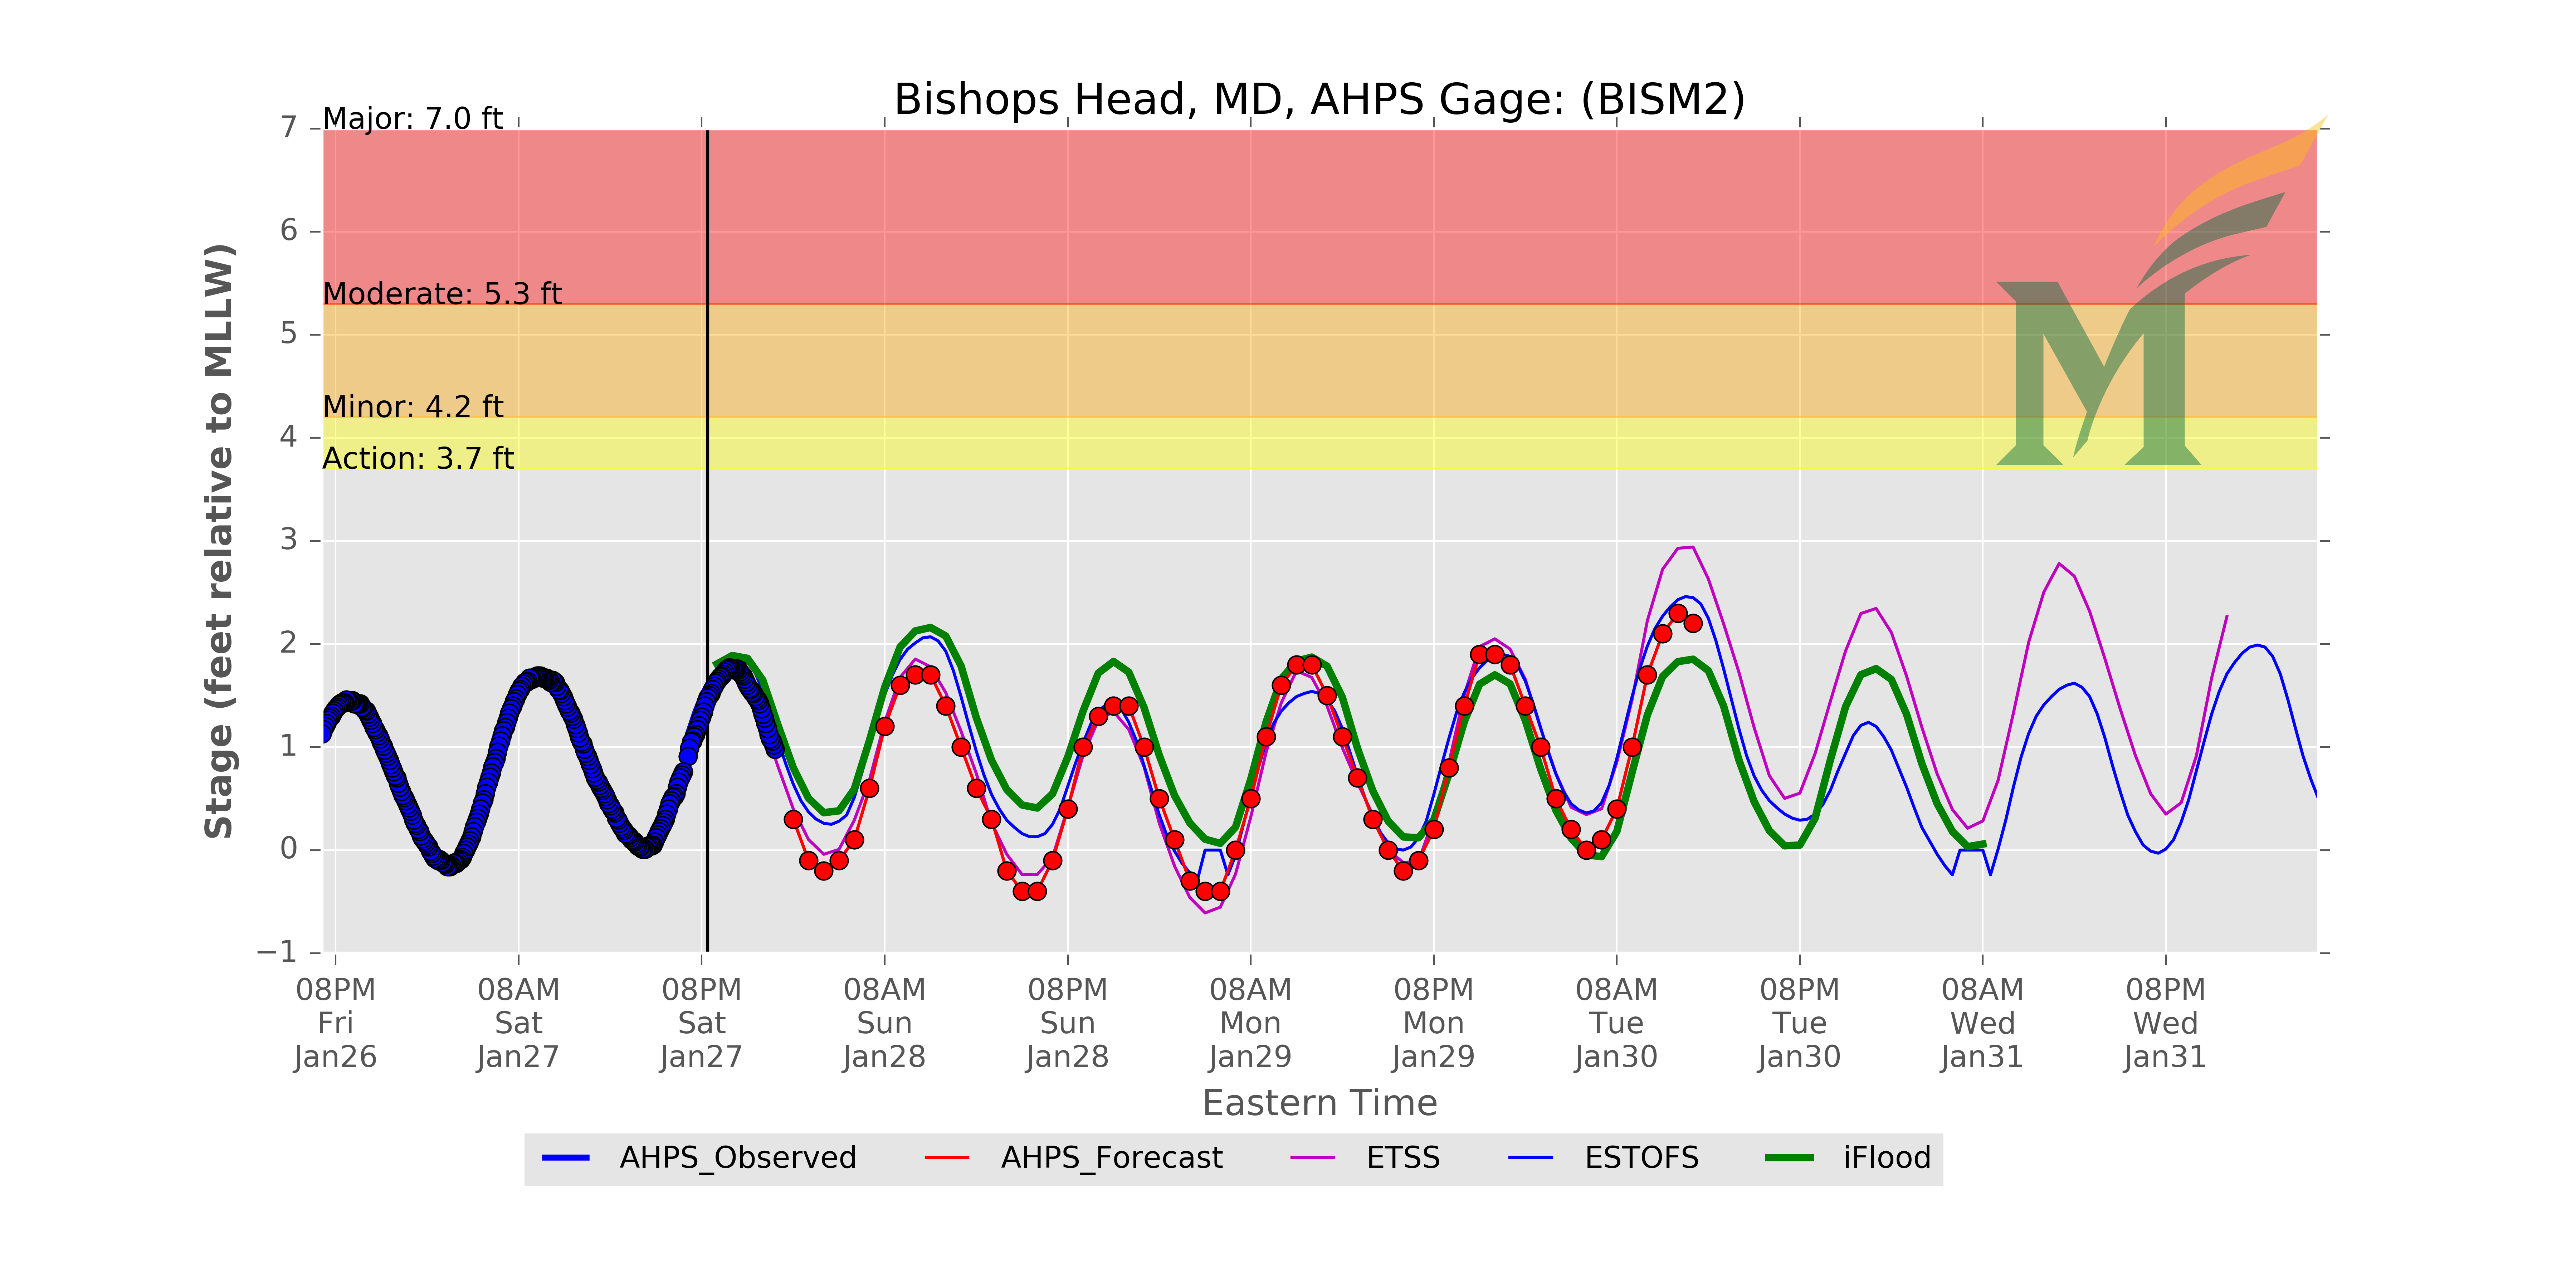 Bishops Head, MD, AHPS Gage: (BISM2)
Major: 7.0 ft
Moderate: 5.3 ft
Minor: 4.2 ft
Action: 3.7 ft
Stage (feet relative to MLLW)
7
6
5
4
3
2
1
0
−1
08PM Fri Jan26
08AM Sat Jan27
08PM Sat Jan27
08AM Sun Jan28
08PM Sun Jan28
08AM Mon Jan29
08PM Mon Jan29
08AM Tue Jan30
08PM Tue Jan30
08AM Wed Jan31
08PM Wed Jan31
Eastern Time
AHPS_Observed AHPS_Forecast ETSS ESTOFS iFlood
M